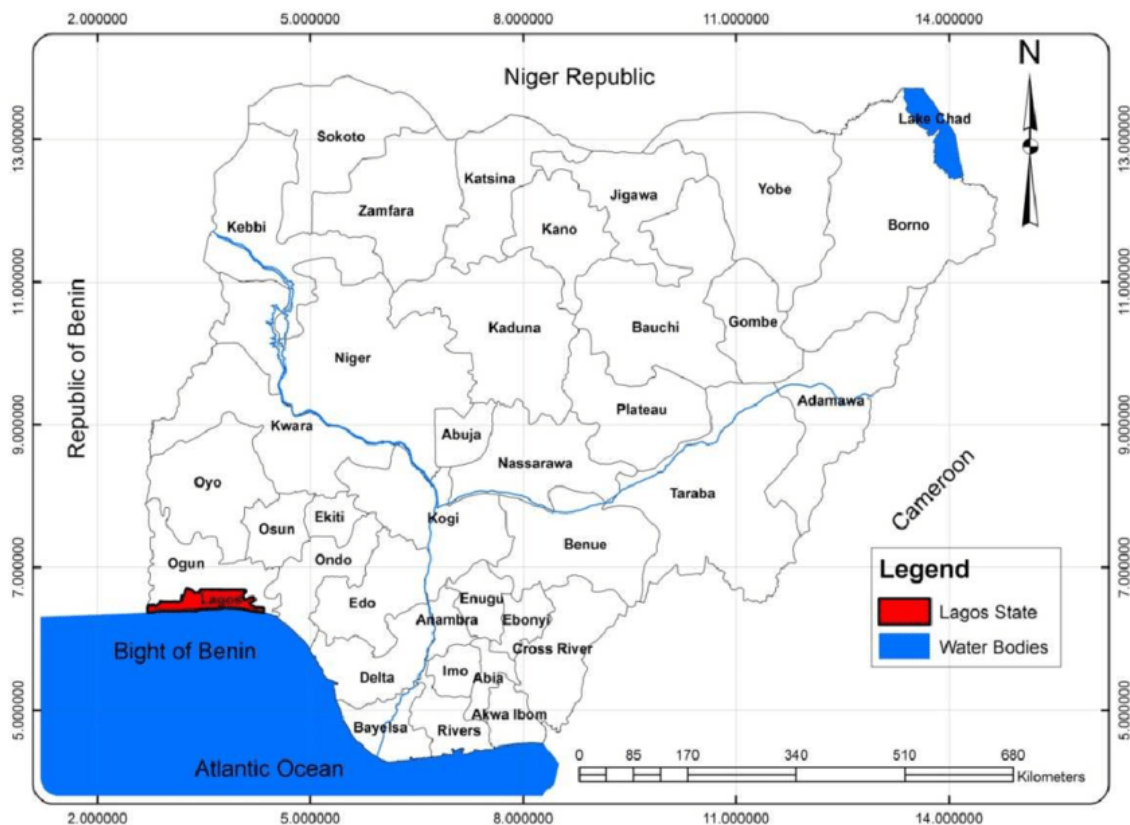 2.000000 5.000000 8.000000 11.000000 14.000000
N
Niger Republic
Lake Chad
13.000000 13.000000
Sokoto
Katsina
Jigawa
Yobe
Zamfara
Kano
Kebbi
Borno
11.000000 11.000000
Republic of Benin
Kaduna
Bauchi
Gombe
Niger
Adamawa
Plateau
9.000000 9.000000
Kwara
Abuja
Nassarawa
Oyo
Taraba
Cameroon
Kogi
Ekiti
Osun
Benue
Ogun
Ondo
7.000000 7.000000
Legend
Lagos
Edo
Enugu
Lagos State
Anambra
Ebonyi
Water Bodies
Bight of Benin
Cross River
Imo
Abia
Delta
5.000000 5.000000
Akwa Ibom
Bayelsa
Rivers
0 85 170 340 510 680
Atlantic Ocean
Kilometers
2.000000 5.000000 8.000000 11.000000 14.000000